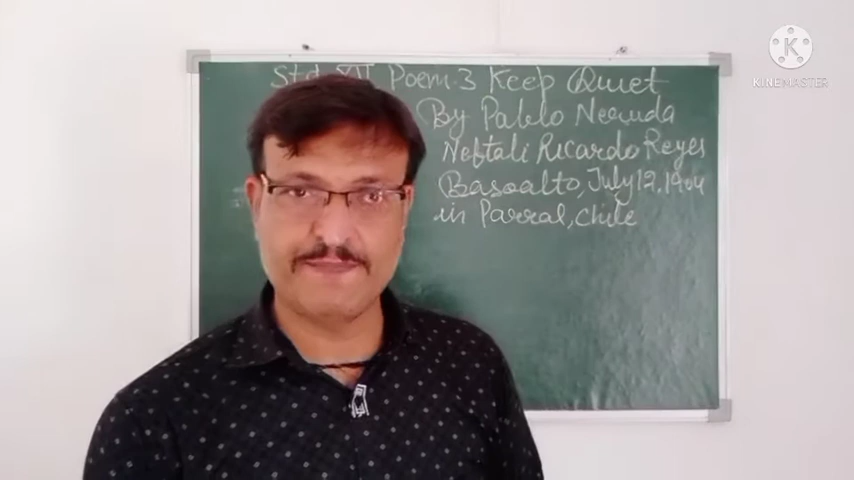 Std XII Poem.3 Keep Quiet
By Pablo Neruda
Neftali Ricardo Reyes
Basoalto, July 12, 1904
in Parral, Chile
K
KINEMASTER